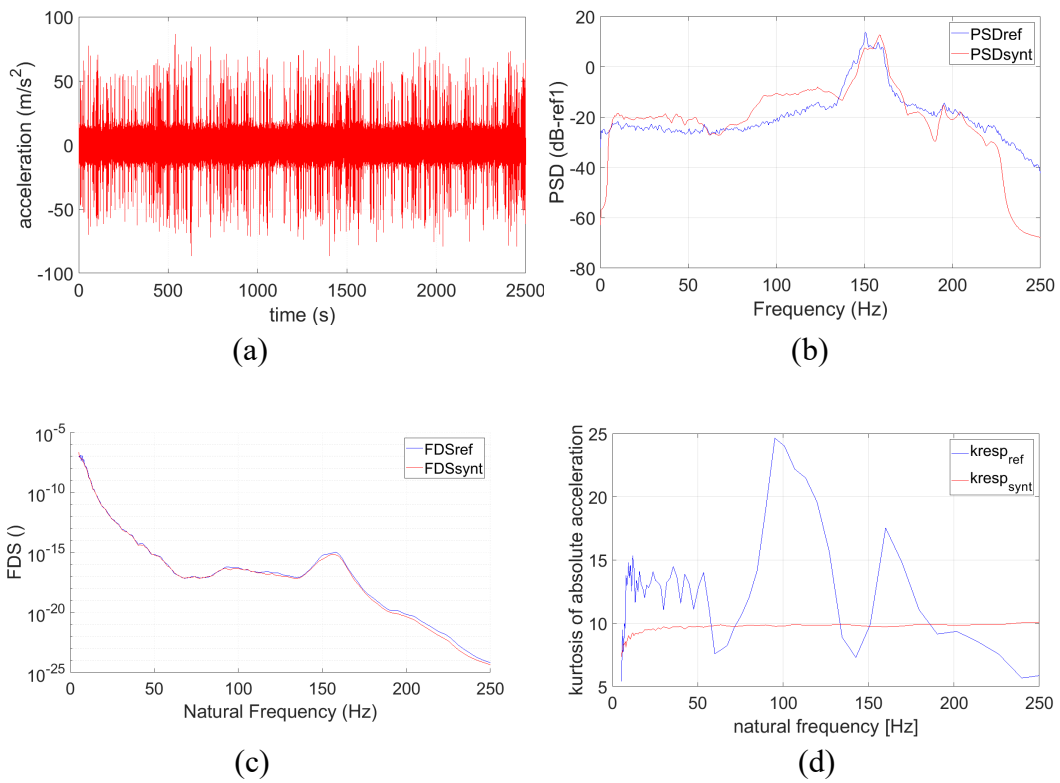 100
50
0
-50
-100
acceleration (m/s²)
0 500 1000 1500 2000 2500
time (s)
(a)
20
0
-20
-40
-60
-80
PSD (dB-ref1)
PSDref
PSDsynt
0 50 100 150 200 250
Frequency (Hz)
(b)
10⁻⁵
10⁻¹⁰
10⁻¹⁵
10⁻²⁰
10⁻²⁵
FDS ()
FDSref
FDSsynt
0 50 100 150 200 250
Natural Frequency (Hz)
(c)
25
20
15
10
5
kurtosis of absolute acceleration
kresp_ref
kresp_synt
0 50 100 150 200 250
natural frequency [Hz]
(d)